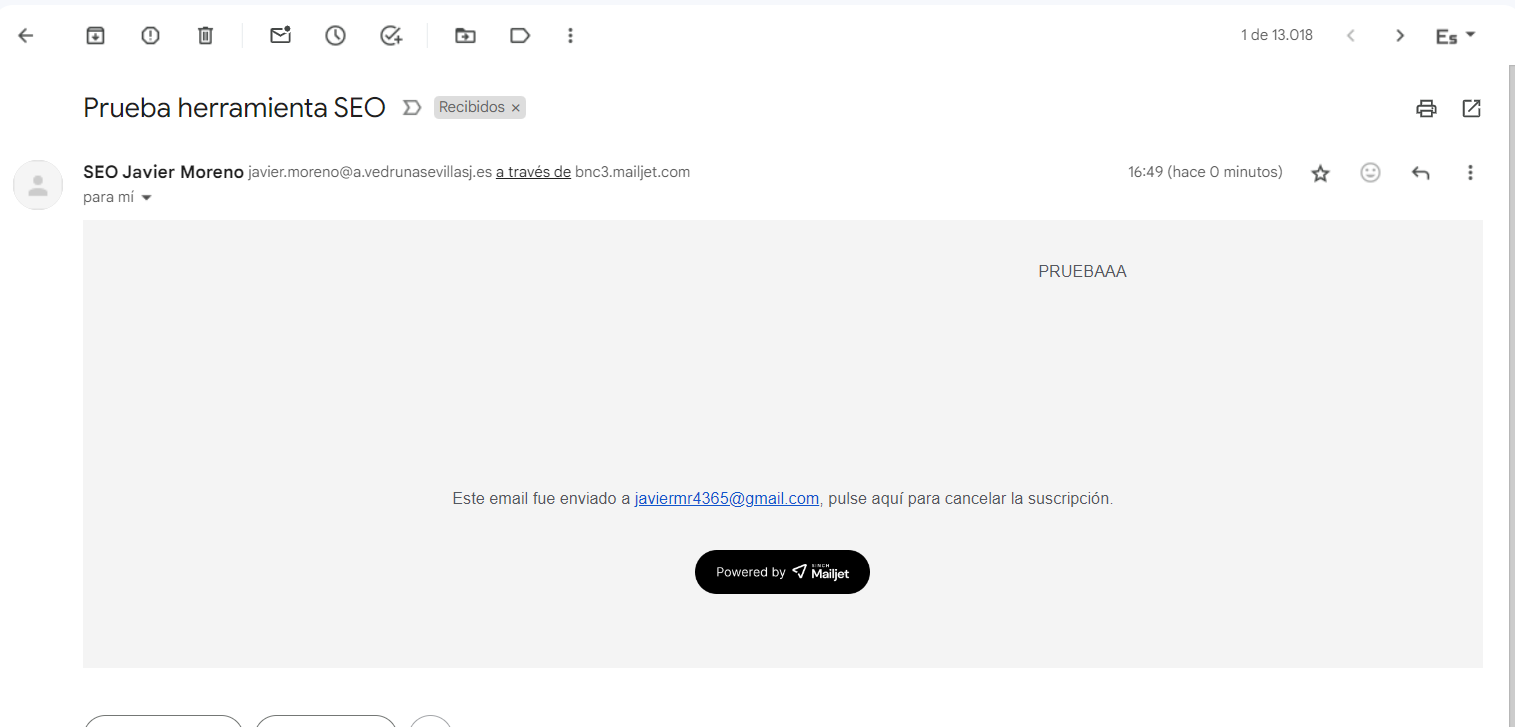 1 de 13.018
Es
Prueba herramienta SEO
Recibidos ×
SEO Javier Moreno javier.moreno@a.vedrunasevillasj.es a través de bnc3.mailjet.com
16:49 (hace 0 minutos)
para mí
PRUEBAAA
Este email fue enviado a javiermr4365@gmail.com, pulse aquí para cancelar la suscripción.
Powered by SINCH Mailjet